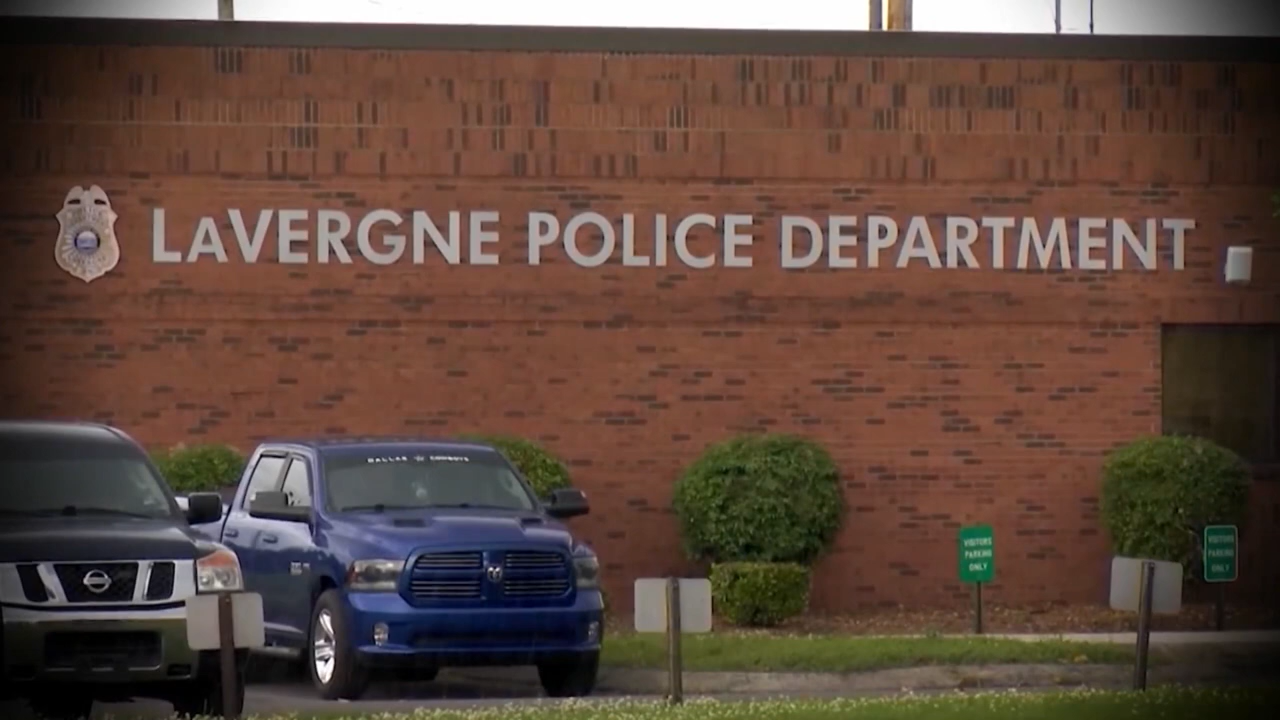 LAVERGNE POLICE DEPARTMENT
DALLAS ★ COWBOYS
VISITORS
PARKING
ONLY
VISITORS
PARKING
ONLY